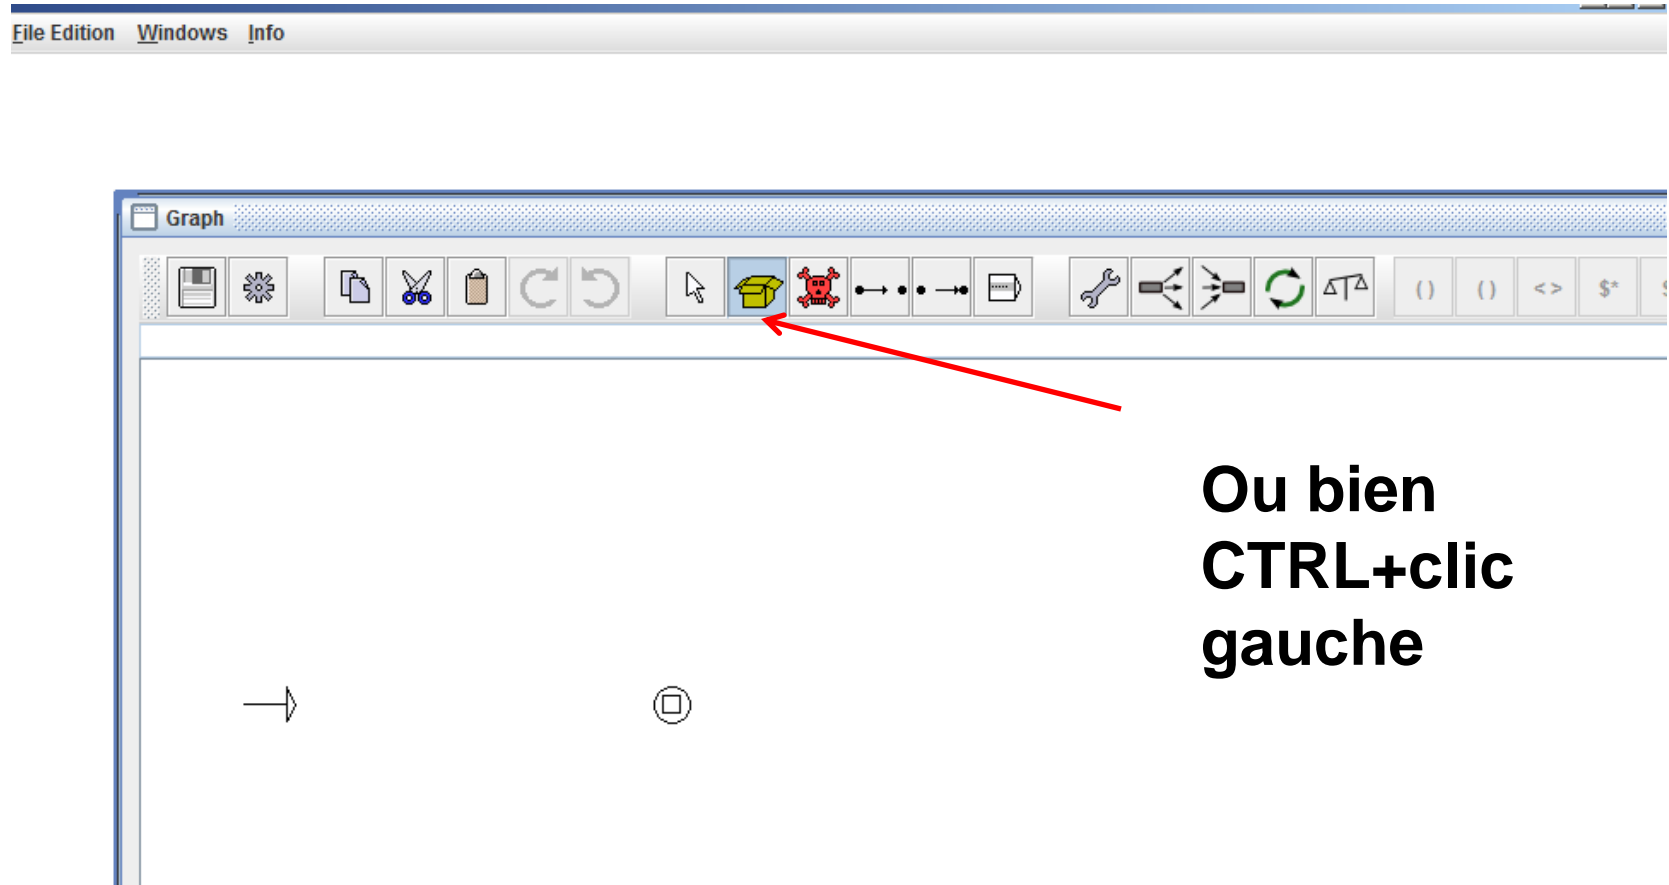 File Edition Windows Info
Graph
( ) ( ) < > $*
Ou bien
CTRL+clic
gauche